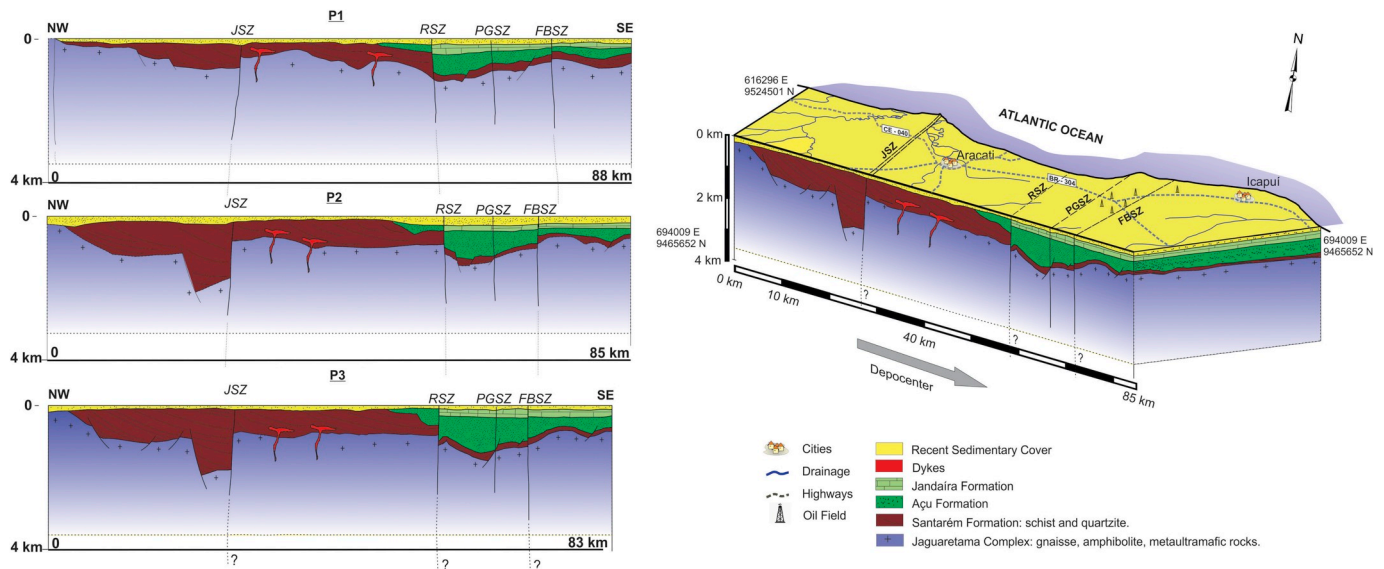 P1
NW
JSZ
RSZ
PGSZ
FBSZ
SE
0
4 km
0
88 km
P2
NW
JSZ
RSZ
PGSZ
FBSZ
SE
0
4 km
0
85 km
P3
NW
JSZ
RSZ
PGSZ
FBSZ
SE
0
4 km
0
83 km
?
?
?
N
616296 E
9524501 N
ATLANTIC OCEAN
CE - 040
JSZ
Aracati
BR - 304
RSZ
PGSZ
FBSZ
Icapuí
694009 E
9465652 N
694009 E
9465652 N
0 km
2 km
4 km
0 km
10 km
40 km
85 km
?
?
?
Depocenter
Cities
Drainage
Highways
Oil Field
Recent Sedimentary Cover
Dykes
Jandaíra Formation
Açu Formation
Santarém Formation: schist and quartzite.
Jaguaretama Complex: gnaisse, amphibolite, metaultramafic rocks.